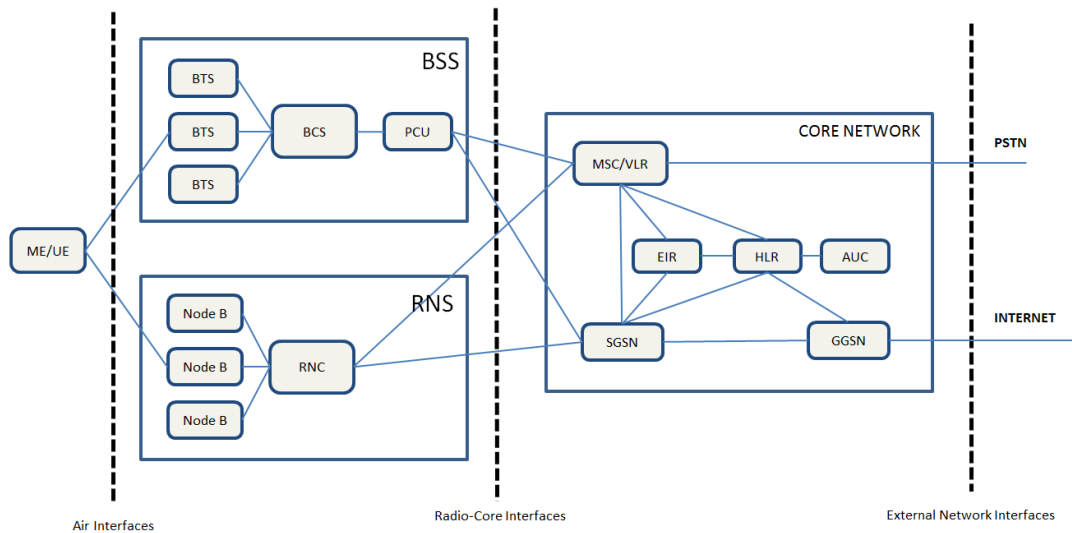 BSS
BTS
BTS
BCS
PCU
BTS
CORE NETWORK
PSTN
MSC/VLR
ME/UE
EIR
HLR
AUC
RNS
Node B
Node B
RNC
Node B
INTERNET
SGSN
GGSN
Air Interfaces
Radio-Core Interfaces
External Network Interfaces